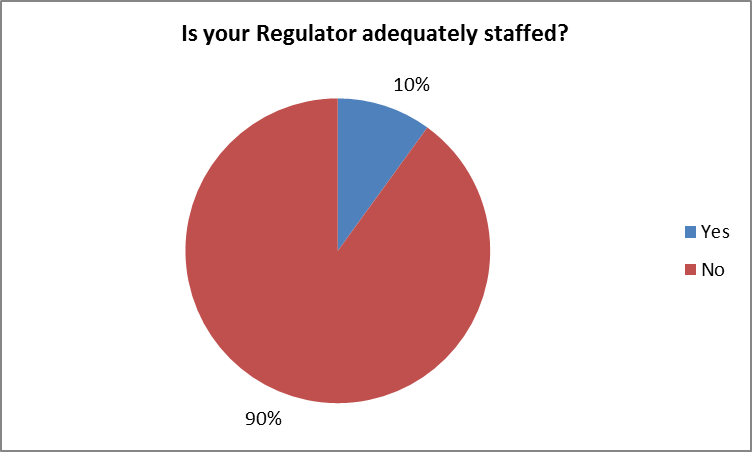 Is your Regulator adequately staffed?
10%
Yes
No
90%